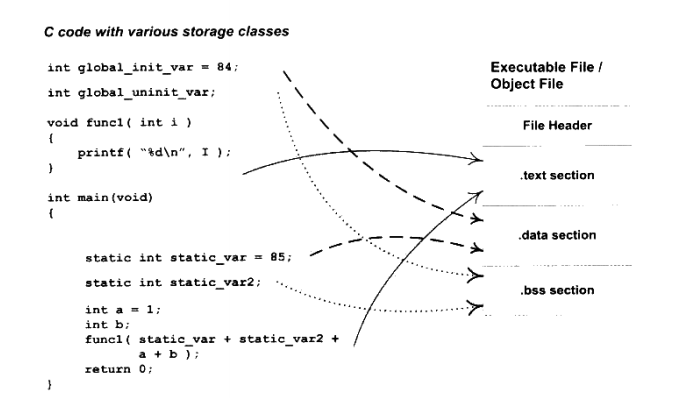 C code with various storage classes
int global_init_var = 84;
int global_uninit_var;
void func1( int i )
{
printf( "%d\n", I );
}
int main(void)
{
static int static_var = 85;
static int static_var2;
int a = 1;
int b;
func1( static_var + static_var2 +
a + b );
return 0;
}
Executable File /
Object File
File Header
.text section
.data section
.bss section